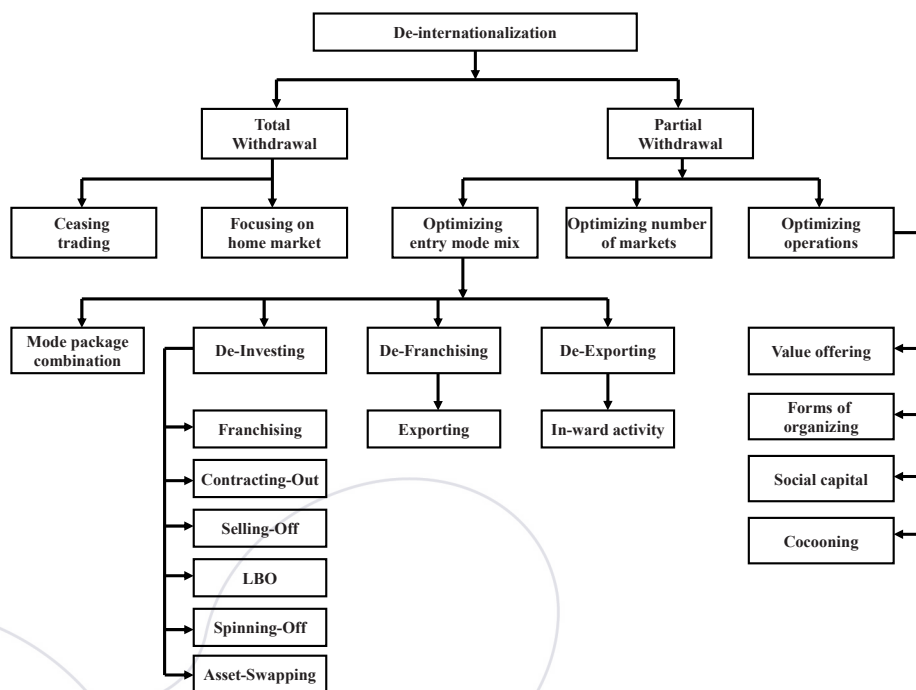 De-internationalization
Total
Withdrawal
Partial
Withdrawal
Ceasing
trading
Focusing on
home market
Optimizing
entry mode mix
Optimizing number
of markets
Optimizing
operations
Mode package
combination
De-Investing
De-Franchising
De-Exporting
Value offering
Franchising
Exporting
In-ward activity
Forms of
organizing
Contracting-Out
Social capital
Selling-Off
Cocooning
LBO
Spinning-Off
Asset-Swapping